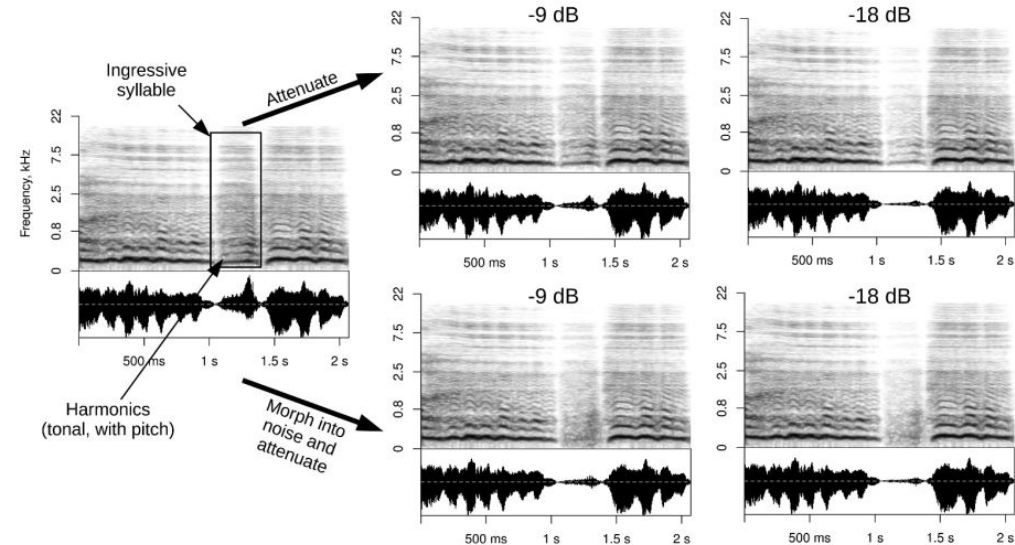 -9 dB
-18 dB
Ingressive
syllable
Attenuate
22
7.5
2.5
0.8
0
Frequency, kHz
500 ms
1 s
1.5 s
2 s
Harmonics
(tonal, with pitch)
22
7.5
2.5
0.8
0
500 ms
1 s
1.5 s
2 s
22
7.5
2.5
0.8
0
500 ms
1 s
1.5 s
2 s
Morph into
noise and
attenuate
-9 dB
-18 dB
22
7.5
2.5
0.8
0
500 ms
1 s
1.5 s
2 s
22
7.5
2.5
0.8
0
500 ms
1 s
1.5 s
2 s